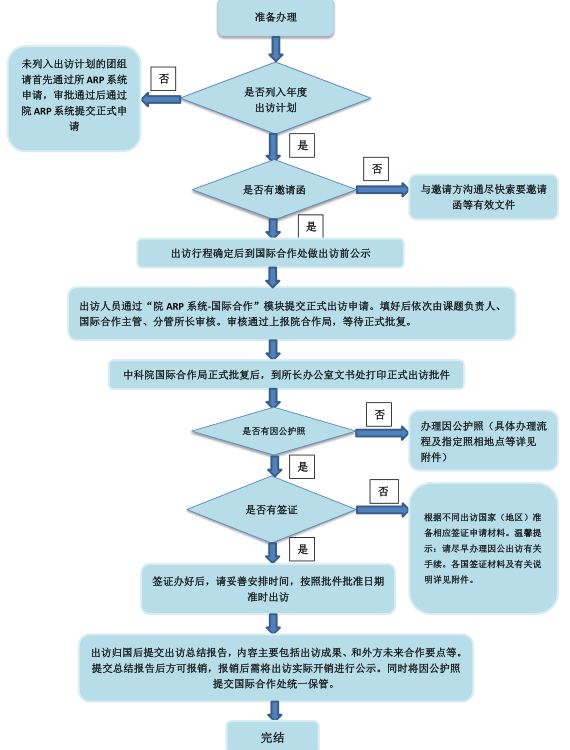 准备办理
未列入出访计划的团组
请首先通过所 ARP 系统
申请，审批通过后通过
院 ARP 系统提交正式申
请
否
是否列入年度
出访计划
是
否
是否有邀请函
与邀请方沟通尽快索要邀请
函等有效文件
是
出访行程确定后到国际合作处做出访前公示
出访人员通过“院 ARP 系统-国际合作”模块提交正式出访申请。填好后依次由课题负责人、
国际合作主管、分管所长审核。审核通过上报院合作局，等待正式批复。
中科院国际合作局正式批复后，到所长办公室文书处打印正式出访批件
否
是否有因公护照
办理因公护照（具体办理流
程及指定照相地点等详见
附件）
是
否
是否有签证
根据不同出访国家（地区）准
备相应签证申请材料。温馨提
示：请尽早办理因公出访有关
手续。各国签证材料及有关说
明详见附件。
是
签证办好后，请妥善安排时间，按照批件批准日期
准时出访
出访归国后提交出访总结报告，内容主要包括出访成果、和外方未来合作要点等。
提交总结报告后方可报销，报销后需将出访实际开销进行公示。同时将因公护照
提交国际合作处统一保管。
完结